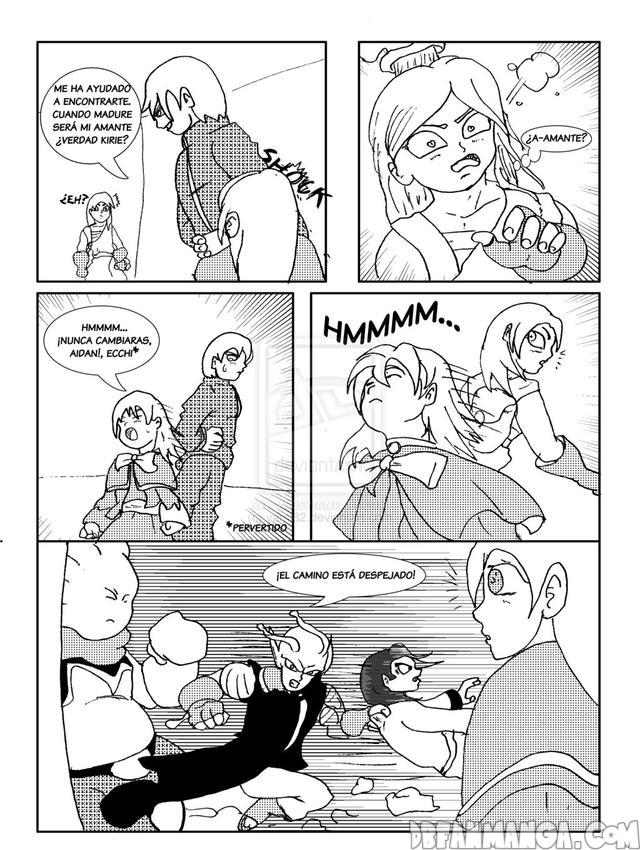 ME HA AYUDADO
A ENCONTRARTE.
CUANDO MADURE
SERÁ MI AMANTE
¿VERDAD KIRIE?
¿EH?
SHOCK
¿A-AMANTE?
HMMMM...
¡NUNCA CAMBIARAS,
AIDAN!, ECCHI*
*PERVERTIDO
HMMMM...
¡EL CAMINO ESTÁ DESPEJADO!
DBFANMANGA.COM